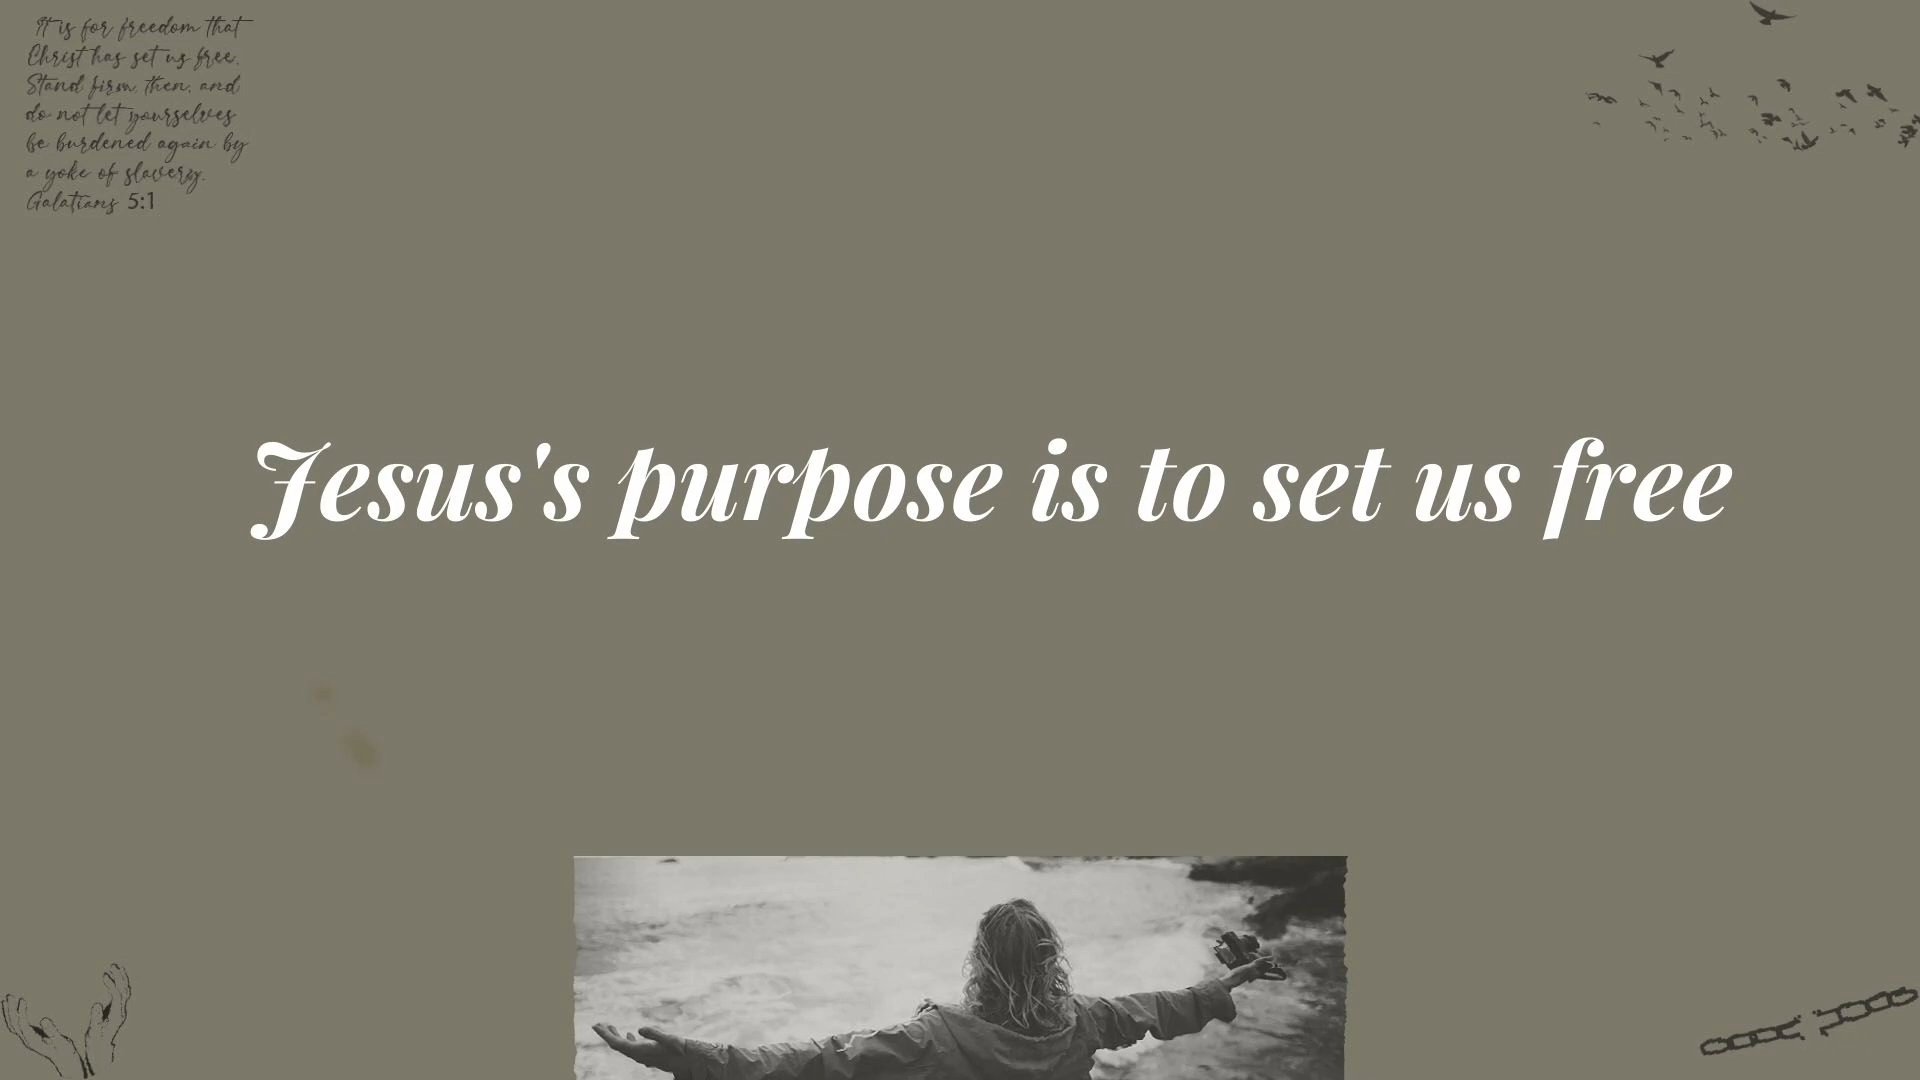 It is for freedom that
Christ has set us free.
Stand firm, then, and
do not let yourselves
be burdened again by
a yoke of slavery.
Galatians 5:1
Jesus's purpose is to set us free